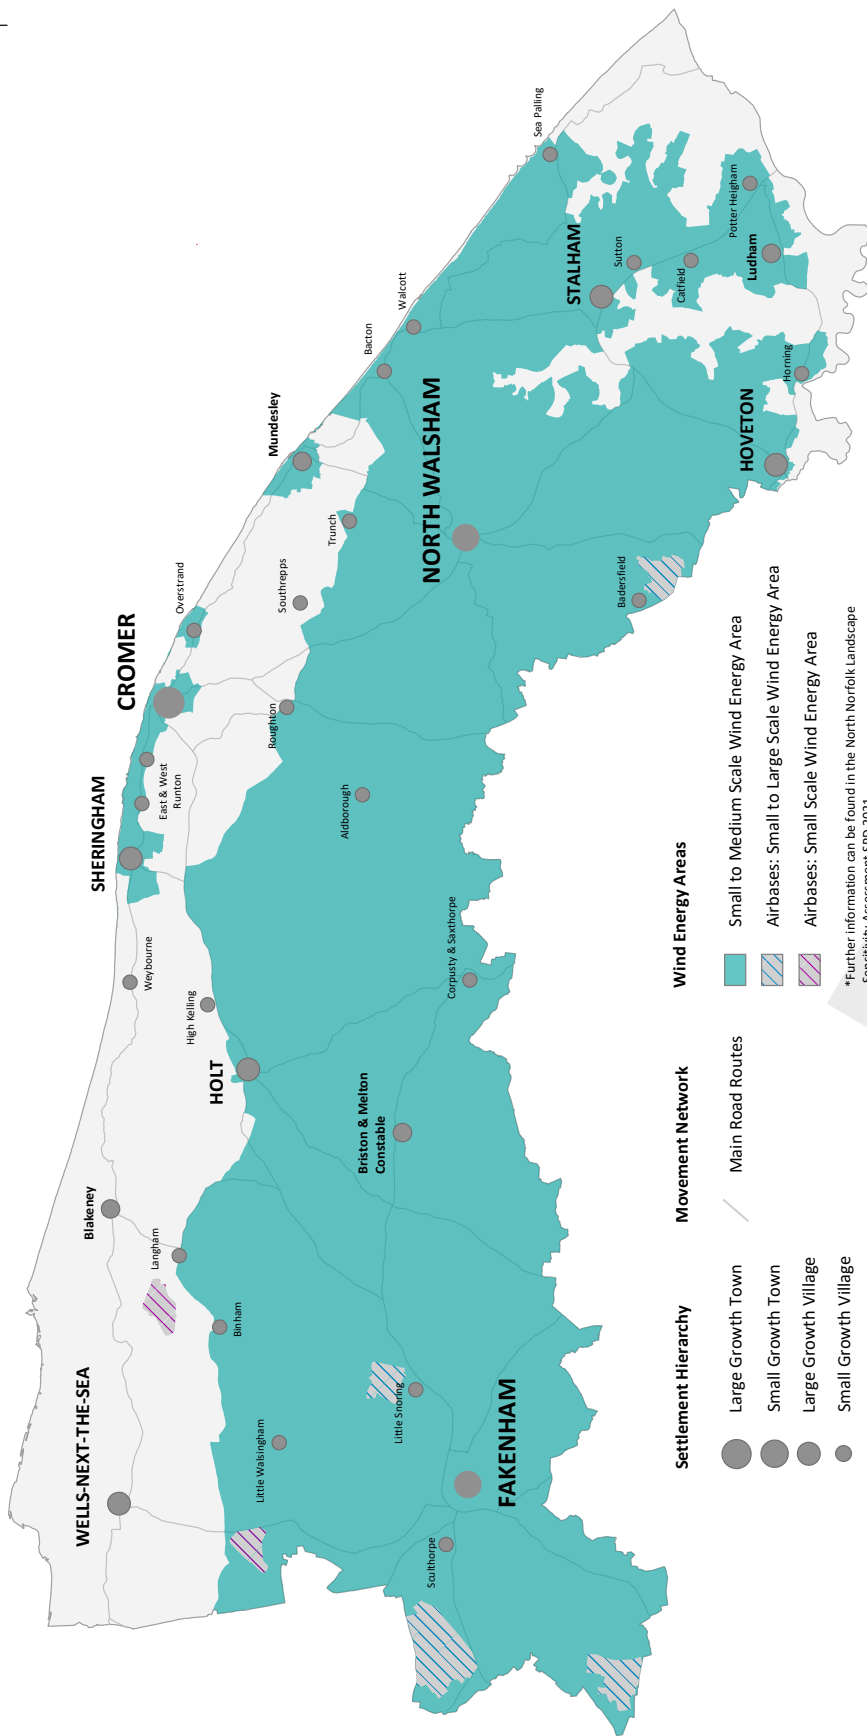 WELLS-NEXT-THE-SEA
Blakeney
Langham
Binham
Little Walsingham
Little Snoring
FAKENHAM
Sculthorpe
Weybourne
High Kelling
HOLT
Briston & Melton
Constable
Corpusty & Saxthorpe
SHERINGHAM
East & West
Runton
CROMER
Overstrand
Roughton
Aldborough
Southrepps
Trunch
Mundesley
Bacton
Walcott
NORTH WALSHAM
Badersfield
Sea Palling
STALHAM
Sutton
Catfield
Potter Heigham
Ludham
Horning
HOVETON
Settlement Hierarchy
Large Growth Town
Small Growth Town
Large Growth Village
Small Growth Village
Movement Network
Main Road Routes
Wind Energy Areas
Small to Medium Scale Wind Energy Area
Airbases: Small to Large Scale Wind Energy Area
Airbases: Small Scale Wind Energy Area
*Further information can be found in the North Norfolk Landscape
Sensitivity Assessment SPD 2021